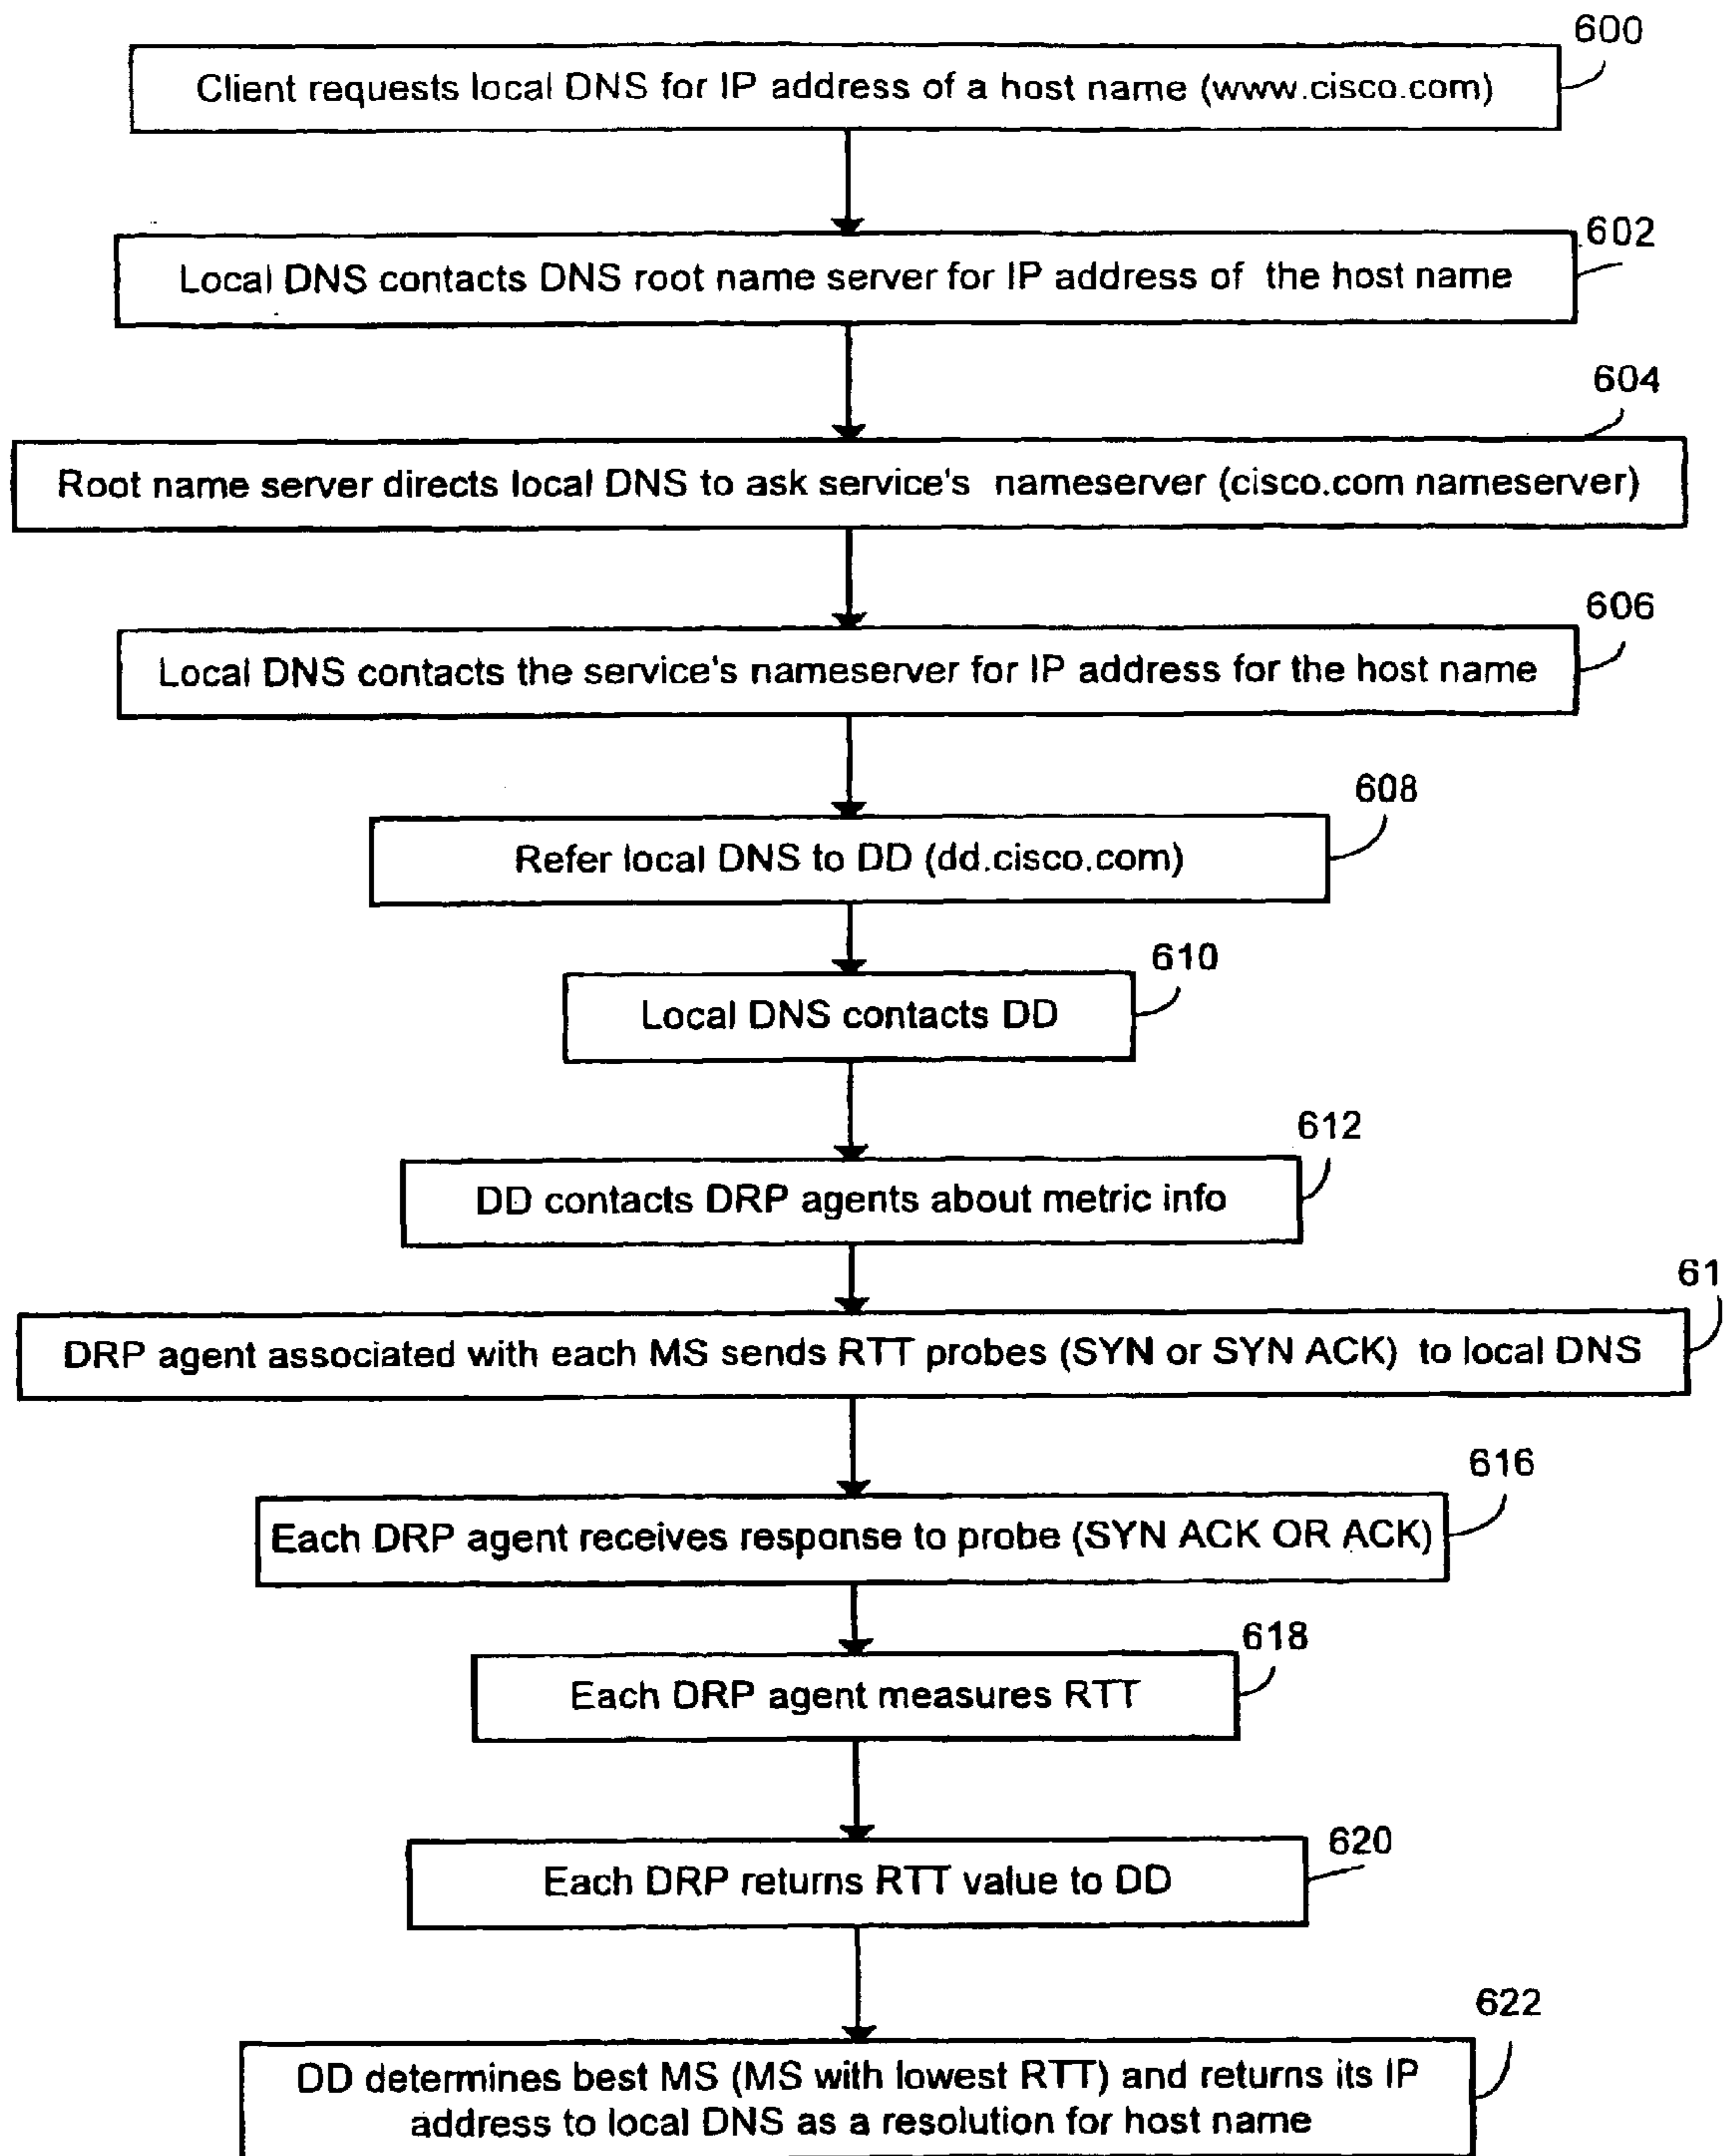 600
Client requests local DNS for IP address of a host name (www.cisco.com)
602
Local DNS contacts DNS root name server for IP address of the host name
604
Root name server directs local DNS to ask service's nameserver (cisco.com nameserver)
606
Local DNS contacts the service's nameserver for IP address for the host name
608
Refer local DNS to DD (dd.cisco.com)
610
Local DNS contacts DD
612
DD contacts DRP agents about metric info
61
DRP agent associated with each MS sends RTT probes (SYN or SYN ACK) to local DNS
616
Each DRP agent receives response to probe (SYN ACK OR ACK)
618
Each DRP agent measures RTT
620
Each DRP returns RTT value to DD
622
DD determines best MS (MS with lowest RTT) and returns its IP
address to local DNS as a resolution for host name